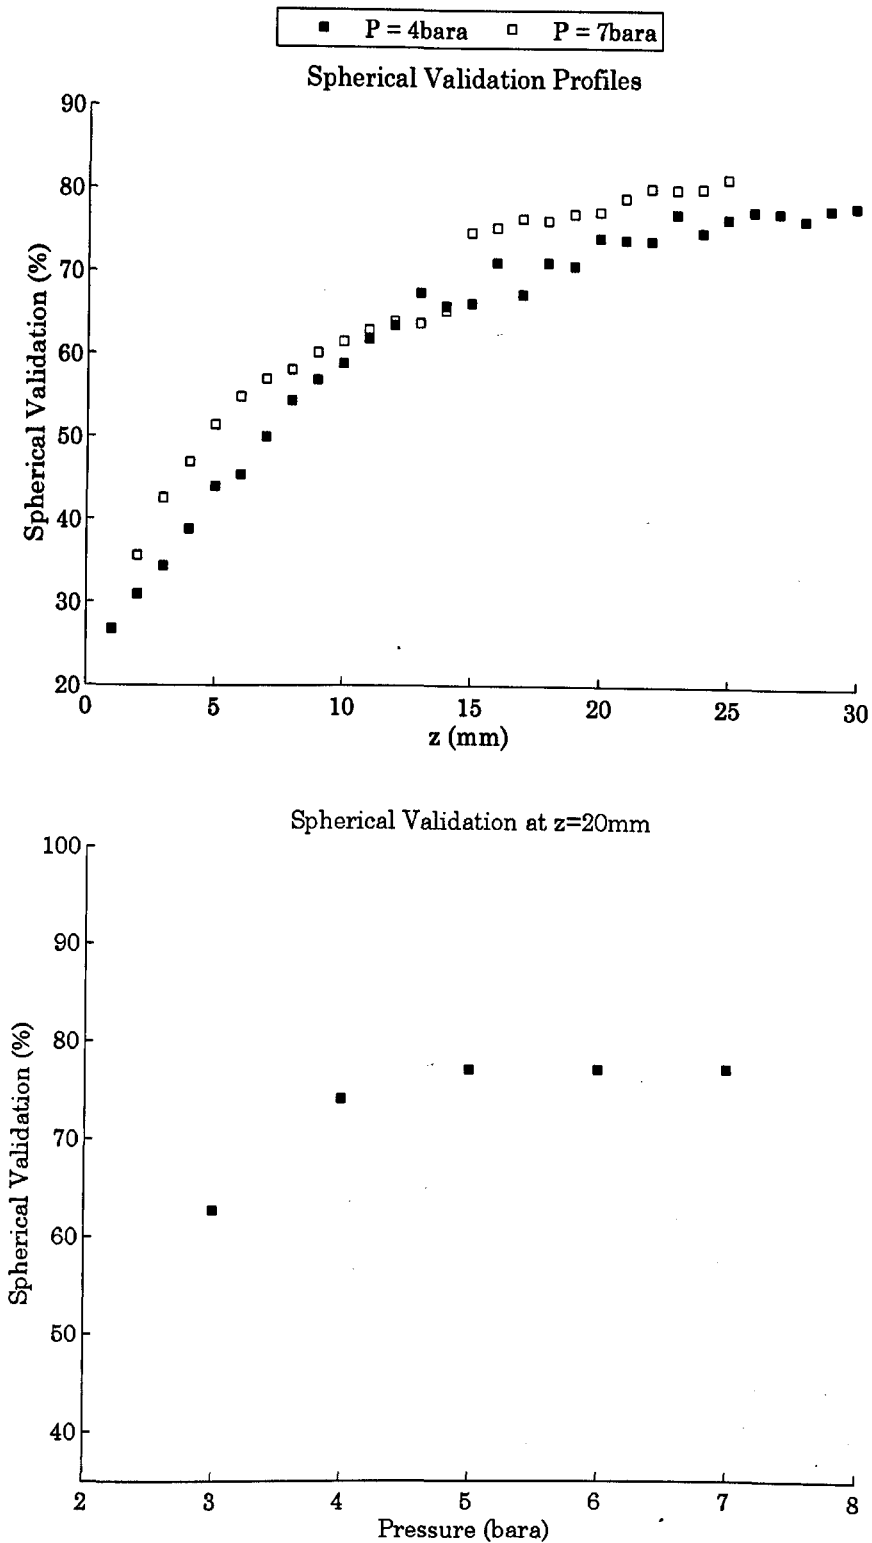 P = 4bara P = 7bara
Spherical Validation Profiles
90
80
70
60
50
40
30
20
Spherical Validation (%)
0 5 10 15 20 25 30
z (mm)
Spherical Validation at z=20mm
100
90
80
70
60
50
40
Spherical Validation (%)
2 3 4 5 6 7 8
Pressure (bara)